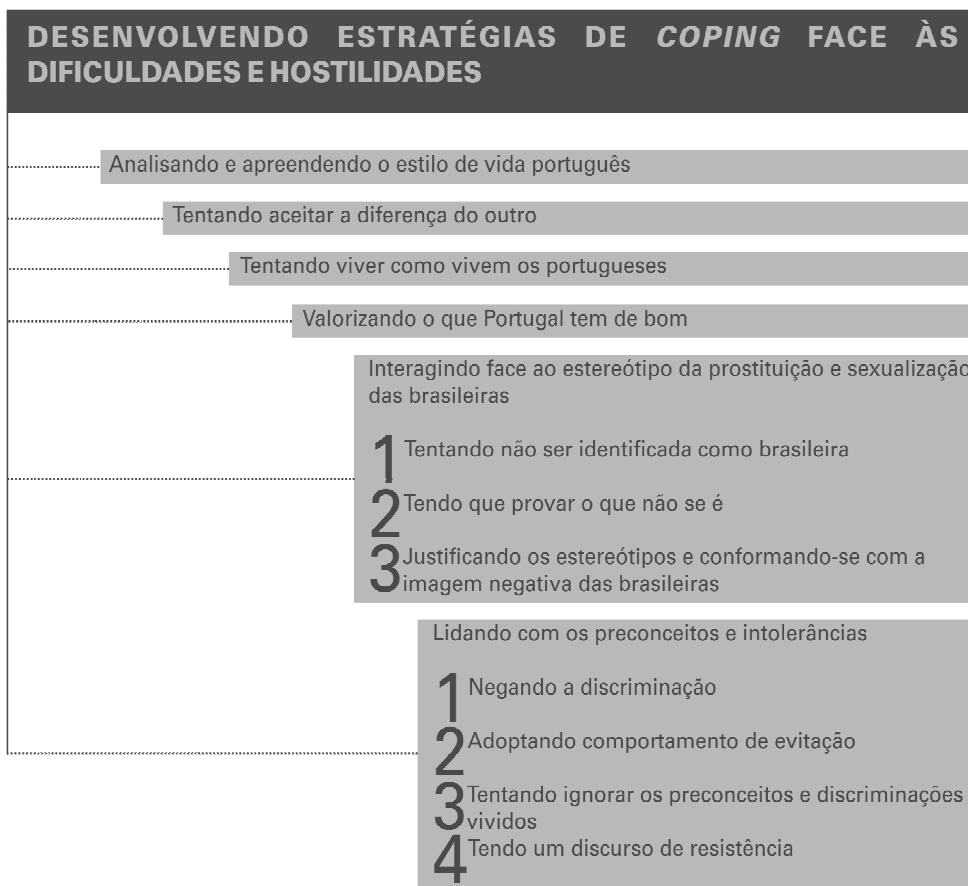 DESENVOLVENDO ESTRATÉGIAS DE COPING FACE ÀS
DIFICULDADES E HOSTILIDADES
Analisando e apreendendo o estilo de vida português
Tentando aceitar a diferença do outro
Tentando viver como vivem os portugueses
Valorizando o que Portugal tem de bom
Interagindo face ao estereótipo da prostituição e sexualização
das brasileiras
1 Tentando não ser identificada como brasileira
2 Tendo que provar o que não se é
3 Justificando os estereótipos e conformando-se com a
imagem negativa das brasileiras
Lidando com os preconceitos e intolerâncias
1 Negando a discriminação
2 Adoptando comportamento de evitação
3 Tentando ignorar os preconceitos e discriminações
vividos
4 Tendo um discurso de resistência